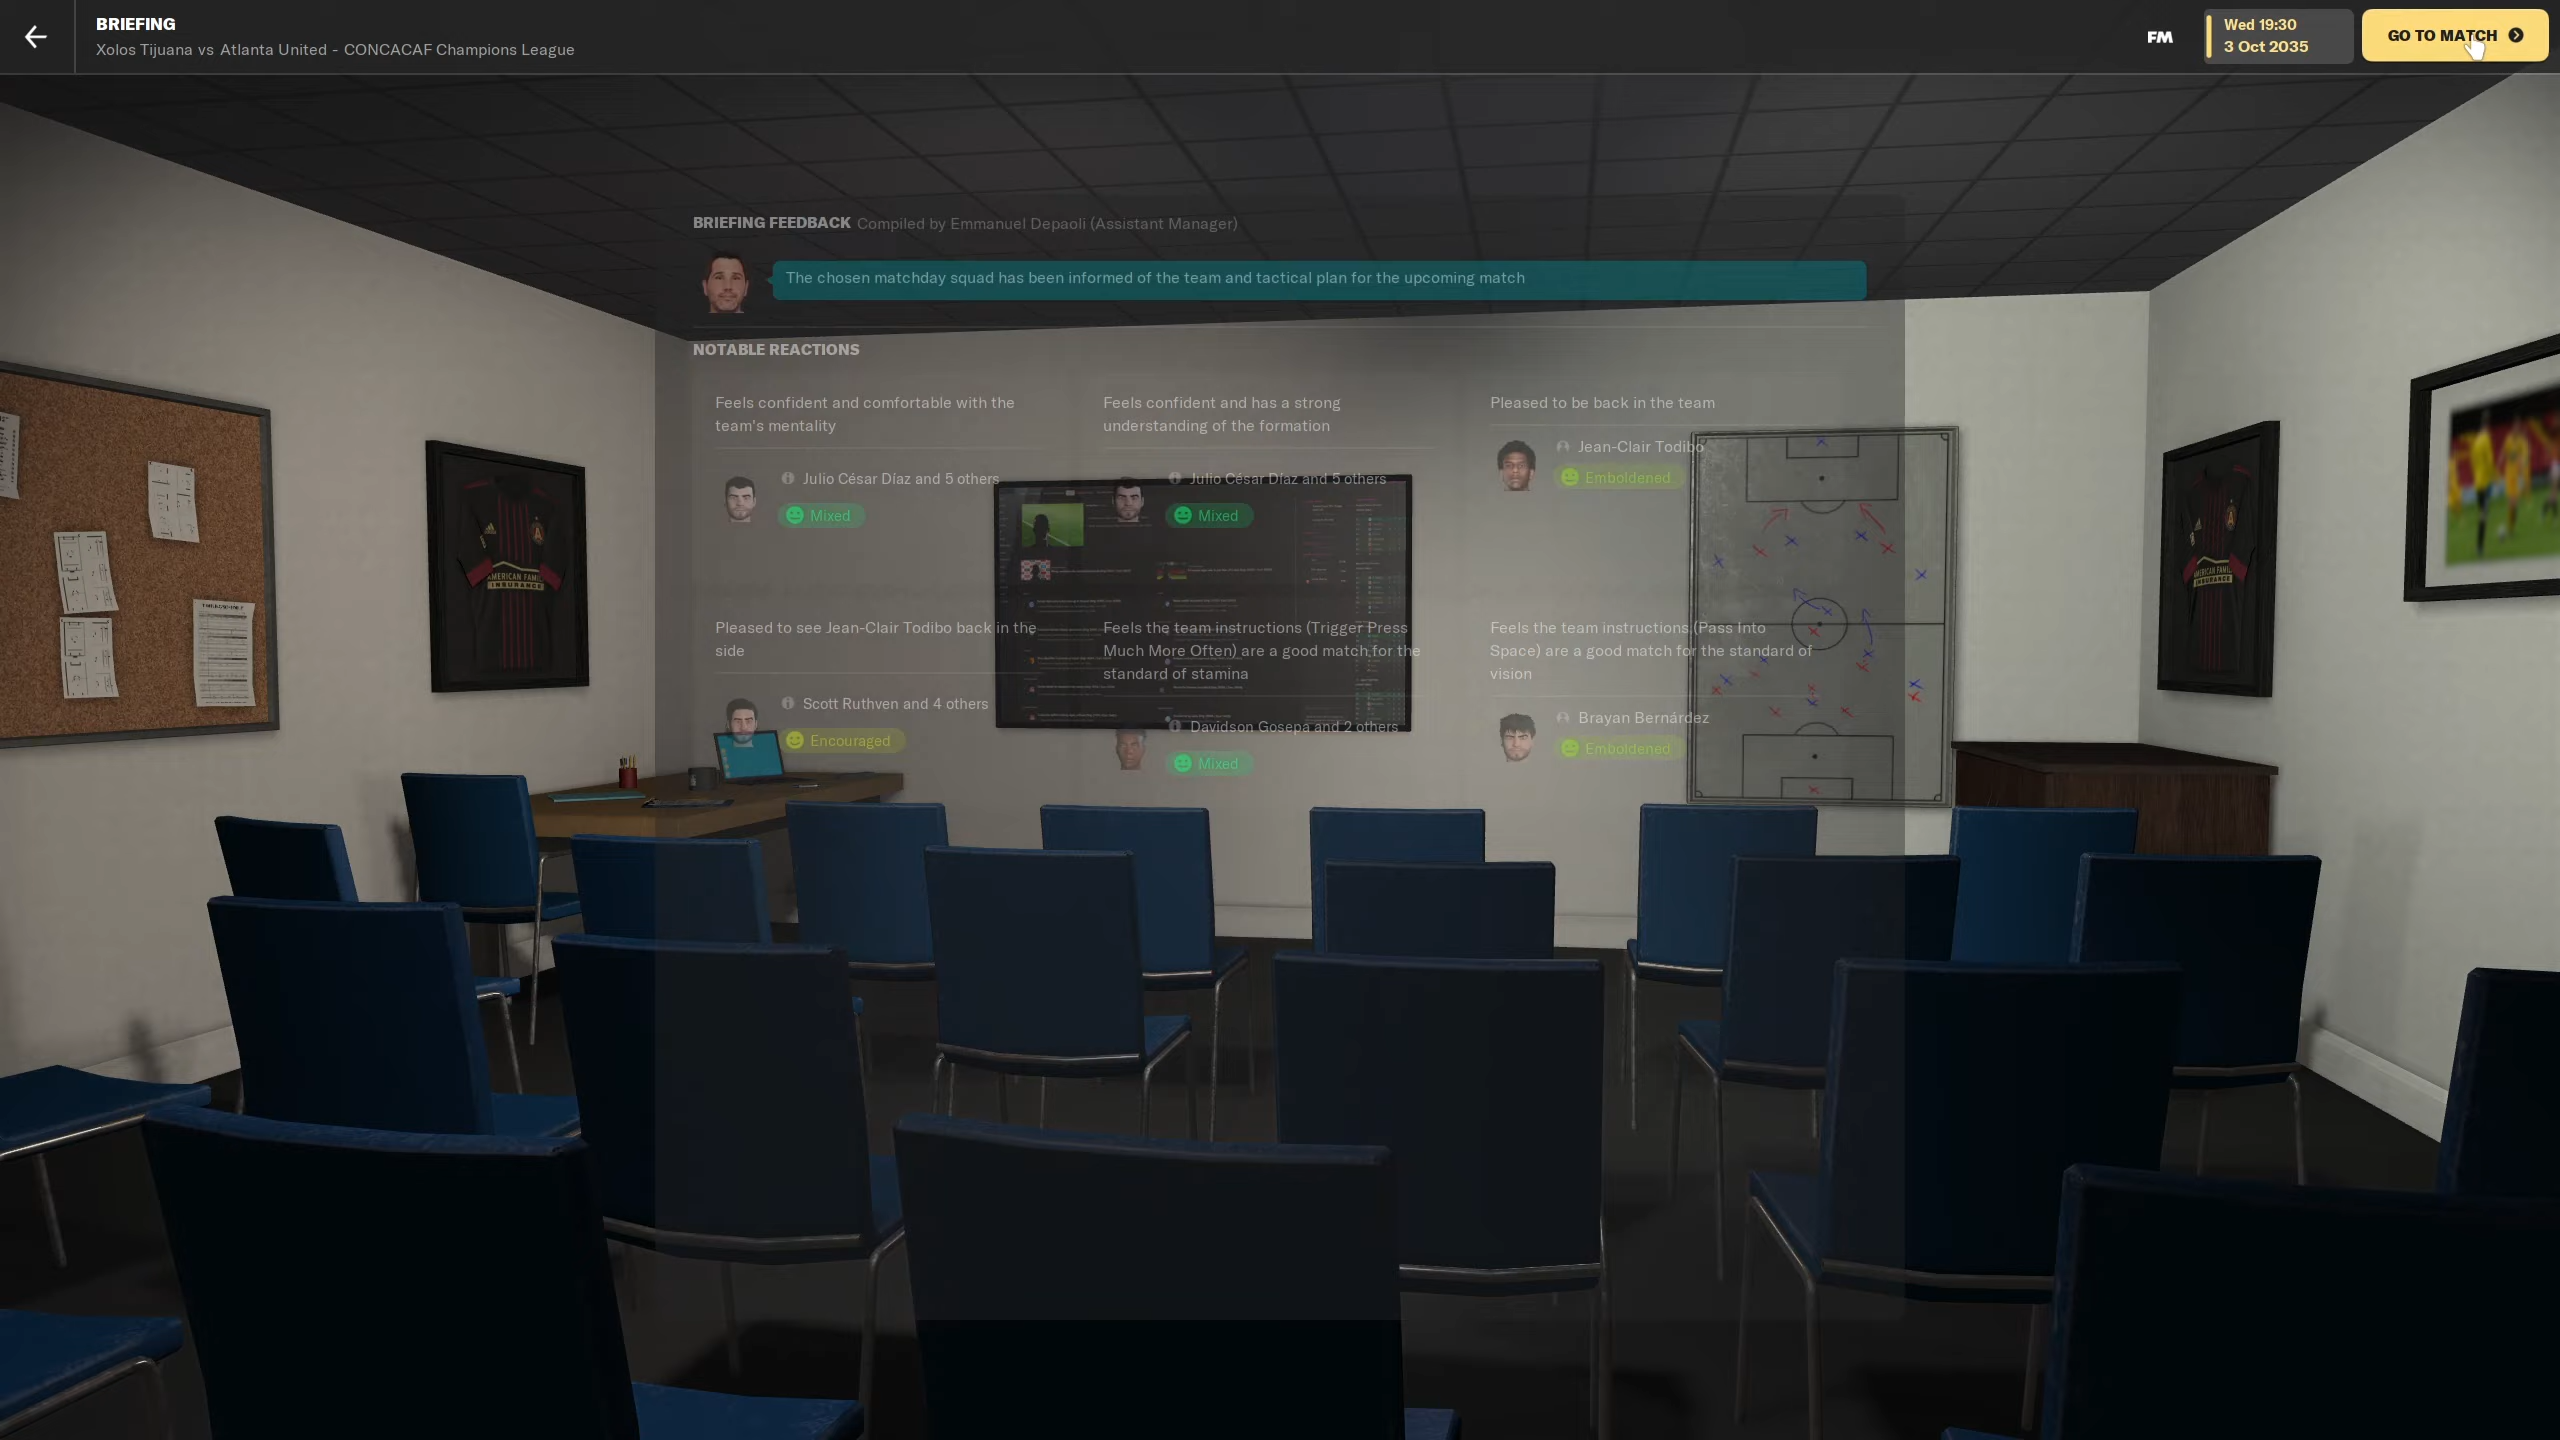 BRIEFING
Xolos Tijuana vs Atlanta United - CONCACAF Champions League
FM
Wed 19:30
3 Oct 2035
GO TO MATCH
BRIEFING FEEDBACK Compiled by Emmanuel Depaoli (Assistant Manager)
The chosen matchday squad has been informed of the team and tactical plan for the upcoming match
NOTABLE REACTIONS
Feels confident and comfortable with the
team's mentality
Julio César Díaz and 5 others
Mixed
Feels confident and has a strong
understanding of the formation
Julio César Díaz and 5 others
Mixed
Pleased to be back in the team
Jean-Clair Todibo
Emboldened
Pleased to see Jean-Clair Todibo back in the
side
Scott Ruthven and 4 others
Encouraged
Feels the team instructions (Trigger Press
Much More Often) are a good match for the
standard of stamina
Davidson Gosepa and 2 others
Mixed
Feels the team instructions (Pass Into
Space) are a good match for the standard of
vision
Brayan Bernárdez
Emboldened
AMERICAN FAMILY
INSURANCE
AMERICAN FAMILY
INSURANCE